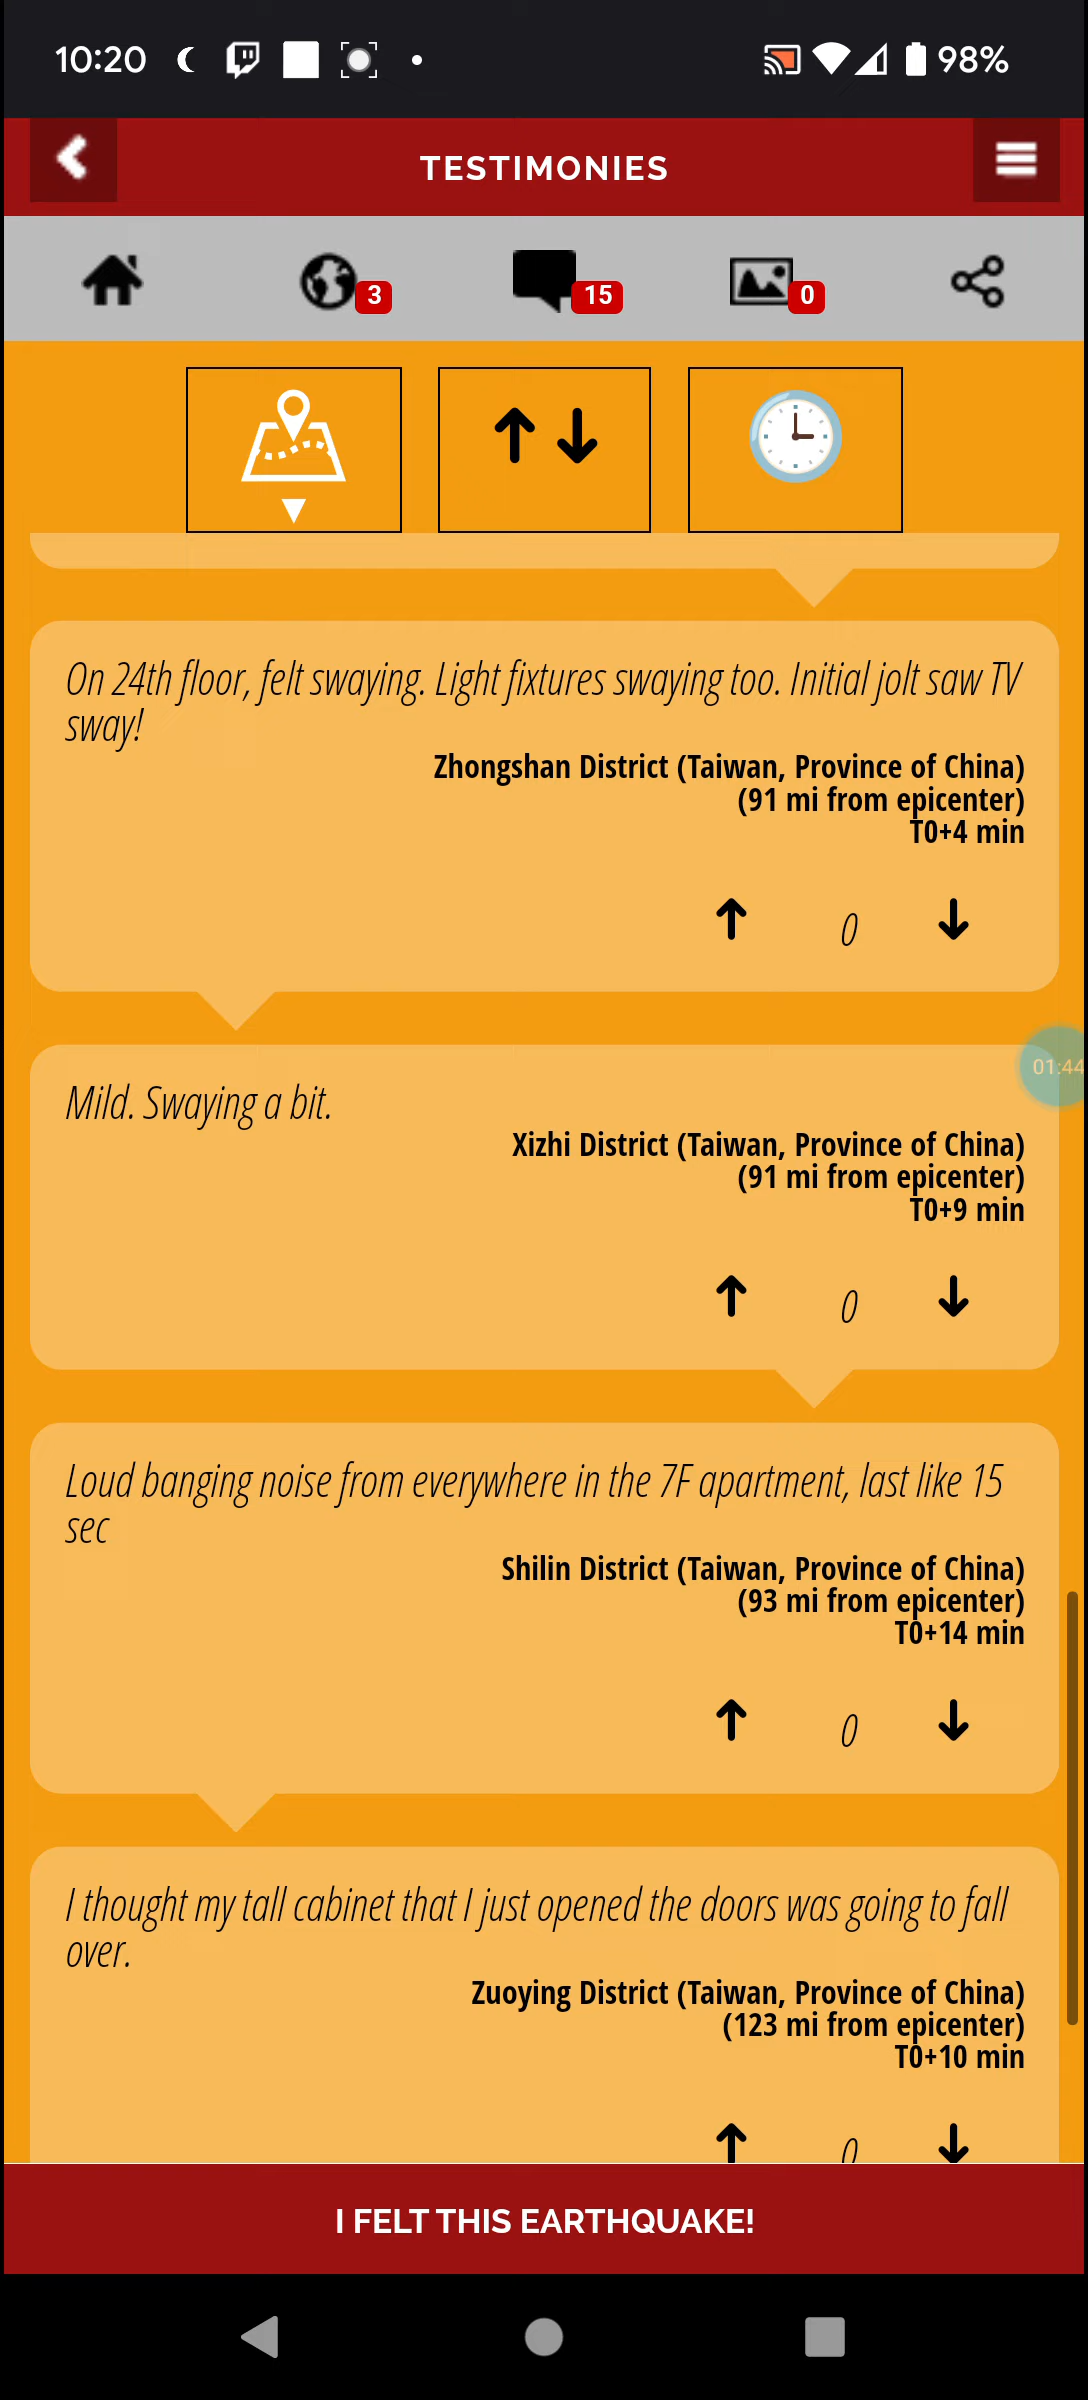 10:20
98%
TESTIMONIES
3
15
0
On 24th floor, felt swaying. Light fixtures swaying too. Initial jolt saw TV
sway!
Zhongshan District (Taiwan, Province of China)
(91 mi from epicenter)
T0+4 min
0
Mild. Swaying a bit.
01:44
Xizhi District (Taiwan, Province of China)
(91 mi from epicenter)
T0+9 min
0
Loud banging noise from everywhere in the 7F apartment, last like 15
sec
Shilin District (Taiwan, Province of China)
(93 mi from epicenter)
T0+14 min
0
I thought my tall cabinet that I just opened the doors was going to fall
over.
Zuoying District (Taiwan, Province of China)
(123 mi from epicenter)
T0+10 min
0
I FELT THIS EARTHQUAKE!